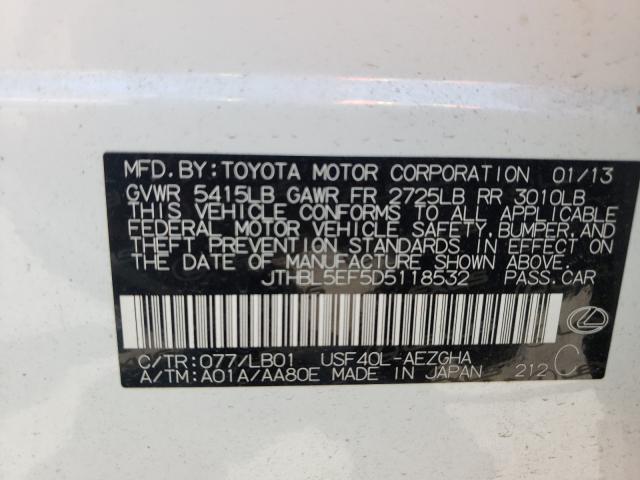 MFD.BY:TOYOTA MOTOR CORPORATION 01/13
GVWR 5415LB GAWR FR 2725LB RR 3010LB
THIS VEHICLE CONFORMS TO ALL APPLICABLE
FEDERAL MOTOR VEHICLE SAFETY,BUMPER,AND
THEFT PREVENTION STANDARDS IN EFFECT ON
THE DATE OF MANUFACTURE SHOWN ABOVE.
JTHBL5EF5D5118532 PASS.CAR
C/TR:077/LB01 USF40L-AEZGHA
A/TM:A01A/AA80E MADE IN JAPAN 212 C